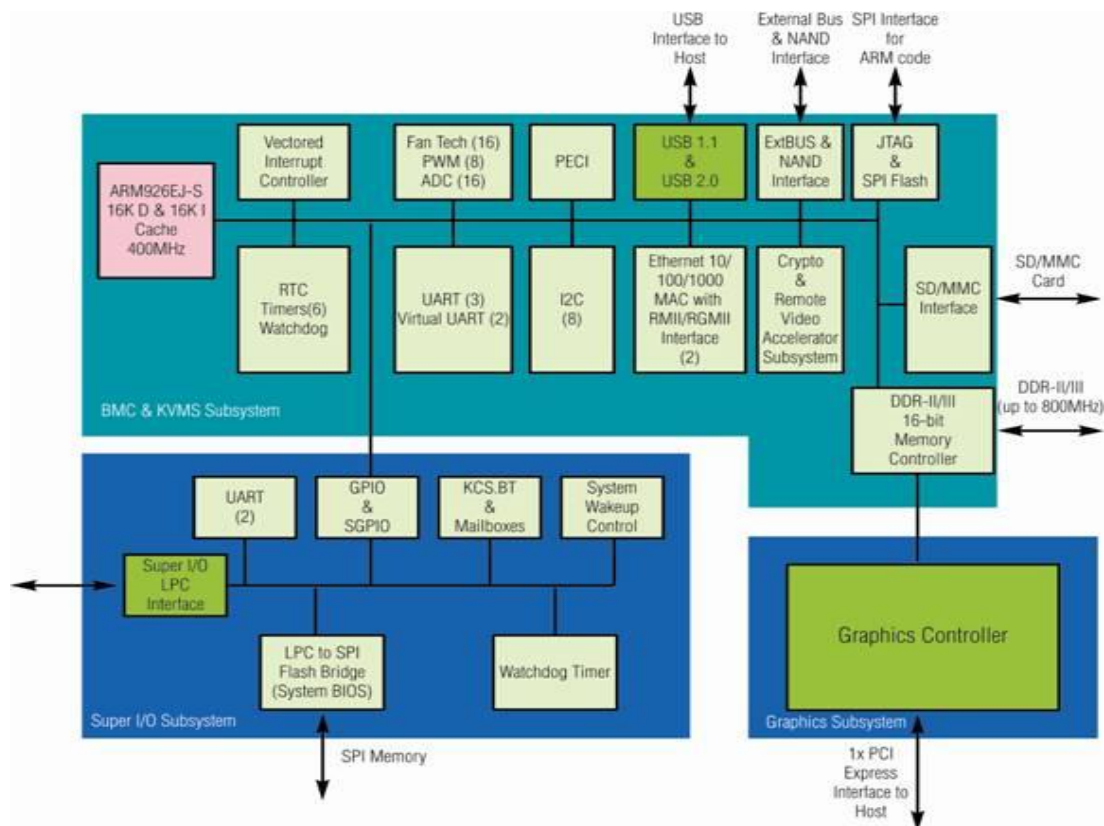 USB
Interface to
Host
External Bus
& NAND
Interface
SPI Interface
for
ARM code
Vectored
Interrupt
Controller
Fan Tech (16)
PWM (8)
ADC (16)
PECI
USB 1.1
&
USB 2.0
ExtBUS &
NAND
Interface
JTAG
&
SPI Flash
ARM926EJ-S
16K D & 16K I
Cache
400MHz
RTC
Timers(6)
Watchdog
UART (3)
Virtual UART (2)
I2C
(8)
Ethernet 10/
100/1000
MAC with
RMII/RGMII
Interface
(2)
Crypto
&
Remote
Video
Accelerator
Subsystem
SD/MMC
Interface
SD/MMC
Card
BMC & KVMS Subsystem
DDR-II/III
16-bit
Memory
Controller
DDR-II/III
(up to 800MHz)
UART
(2)
GPIO
&
SGPIO
KCS.BT
&
Mailboxes
System
Wakeup
Control
Super I/O
LPC
Interface
LPC to SPI
Flash Bridge
(System BIOS)
Watchdog Timer
Super I/O Subsystem
SPI Memory
Graphics Controller
Graphics Subsystem
1x PCI
Express
Interface to
Host